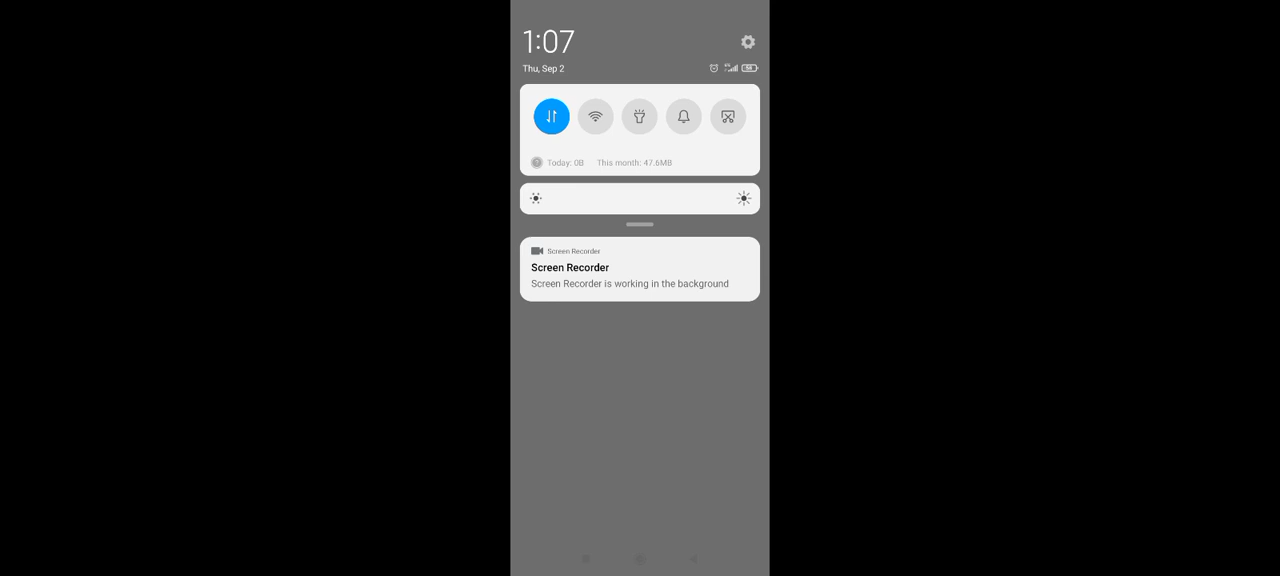 1:07
Thu, Sep 2
Today: 0B This month: 47.6MB
Screen Recorder
Screen Recorder
Screen Recorder is working in the background